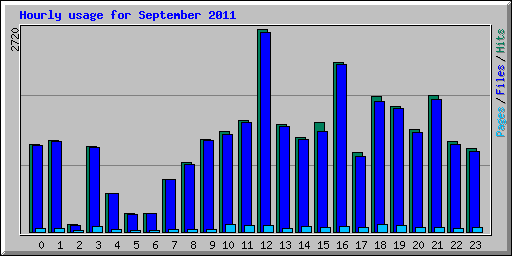 Hourly usage for September 2011
2720
Pages/Files/Hits
0 1 2 3 4 5 6 7 8 9 10 11 12 13 14 15 16 17 18 19 20 21 22 23